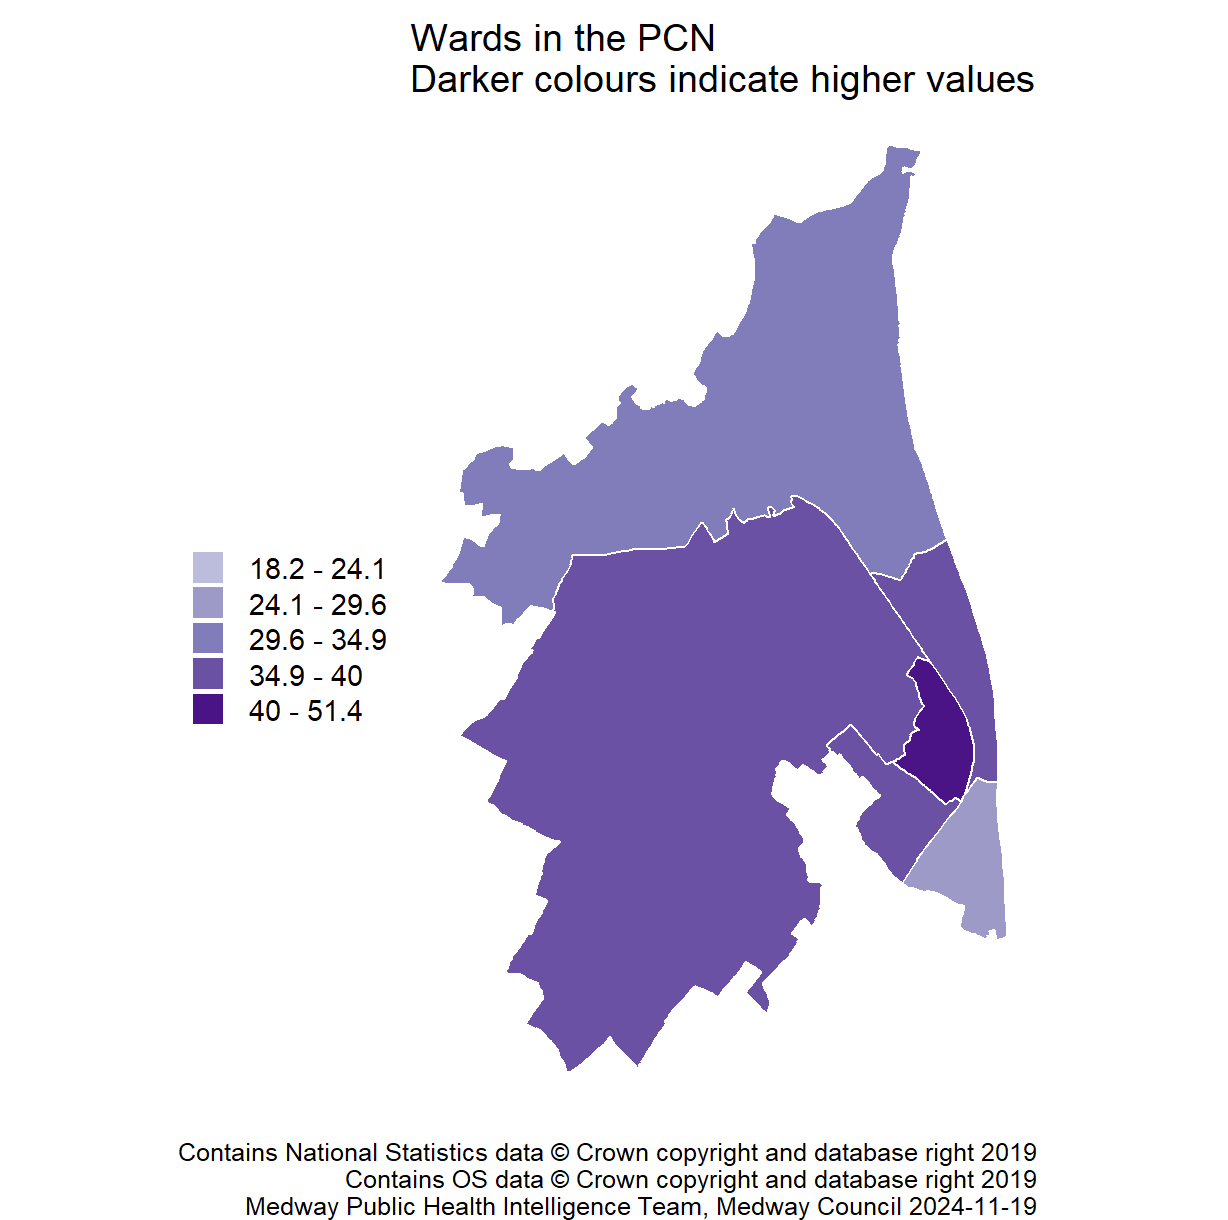 Wards in the PCN
Darker colours indicate higher values
18.2 - 24.1
24.1 - 29.6
29.6 - 34.9
34.9 - 40
40 - 51.4
Contains National Statistics data © Crown copyright and database right 2019
Contains OS data © Crown copyright and database right 2019
Medway Public Health Intelligence Team, Medway Council 2024-11-19